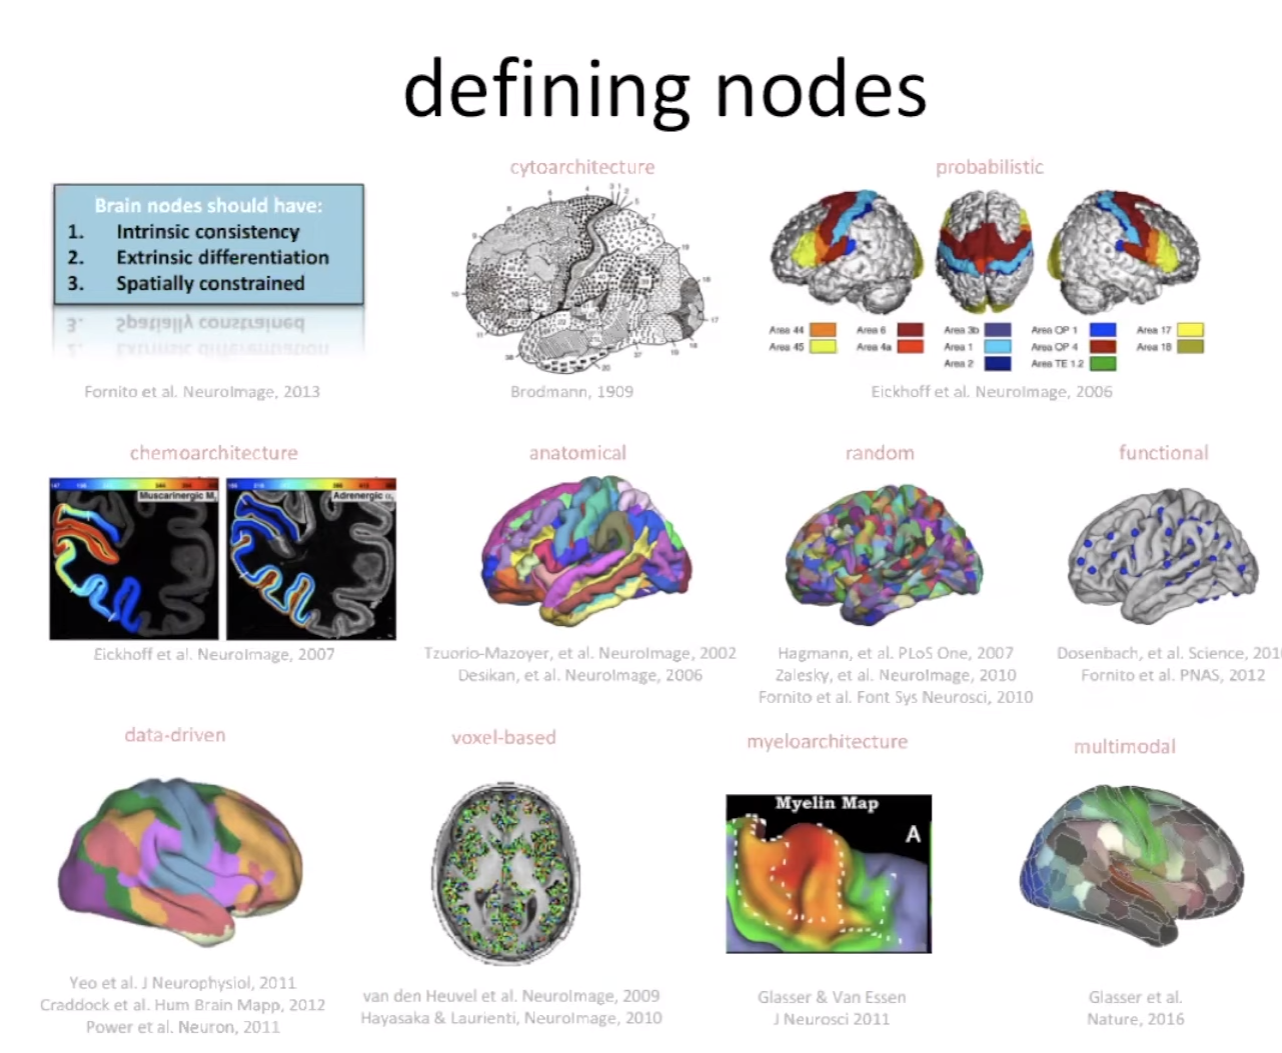 defining nodes
Brain nodes should have:
1. Intrinsic consistency
2. Extrinsic differentiation
3. Spatially constrained
Fornito et al. NeuroImage, 2013
cytoarchitecture
Brodmann, 1909
probabilistic
Area 44 Area 6 Area 3b Area OP 1 Area 17
Area 45 Area 4a Area 1 Area OP 4 Area 18
Area 2 Area TE 1.2
Eickhoff et al. NeuroImage, 2006
chemoarchitecture
Muscarinergic M
Adrenergic α
Eickhoff et al. NeuroImage, 2007
anatomical
Tzuorio-Mazoyer, et al. NeuroImage, 2002
Desikan, et al. NeuroImage, 2006
random
Hagmann, et al. PLoS One, 2007
Zalesky, et al. NeuroImage, 2010
Fornito et al. Font Sys Neurosci, 2010
functional
Dosenbach, et al. Science, 201
Fornito et al. PNAS, 2012
data-driven
Yeo et al. J Neurophysiol, 2011
Craddock et al. Hum Brain Mapp, 2012
Power et al. Neuron, 2011
voxel-based
van den Heuvel et al. NeuroImage, 2009
Hayasaka & Laurienti, NeuroImage, 2010
myeloarchitecture
Myelin Map
A
Glasser & Van Essen
J Neurosci 2011
multimodal
Glasser et al.
Nature, 2016